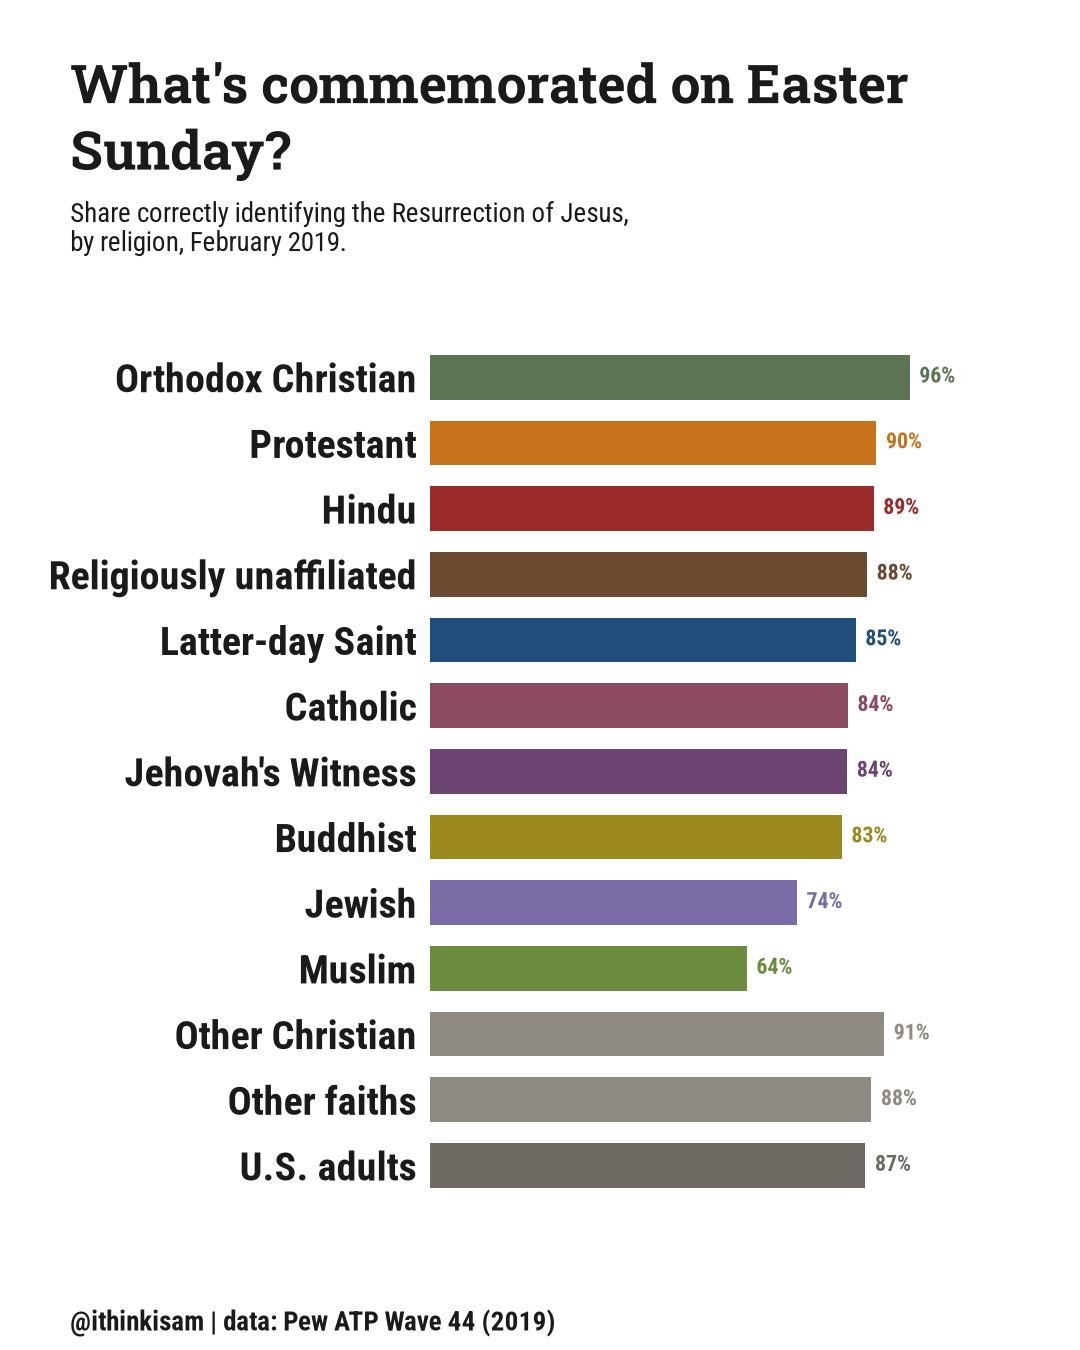 What's commemorated on Easter
Sunday?
Share correctly identifying the Resurrection of Jesus,
by religion, February 2019.
Orthodox Christian 96%
Protestant 90%
Hindu 89%
Religiously unaffiliated 88%
Latter-day Saint 85%
Catholic 84%
Jehovah's Witness 84%
Buddhist 83%
Jewish 74%
Muslim 64%
Other Christian 91%
Other faiths 88%
U.S. adults 87%
@ithinkisam | data: Pew ATP Wave 44 (2019)